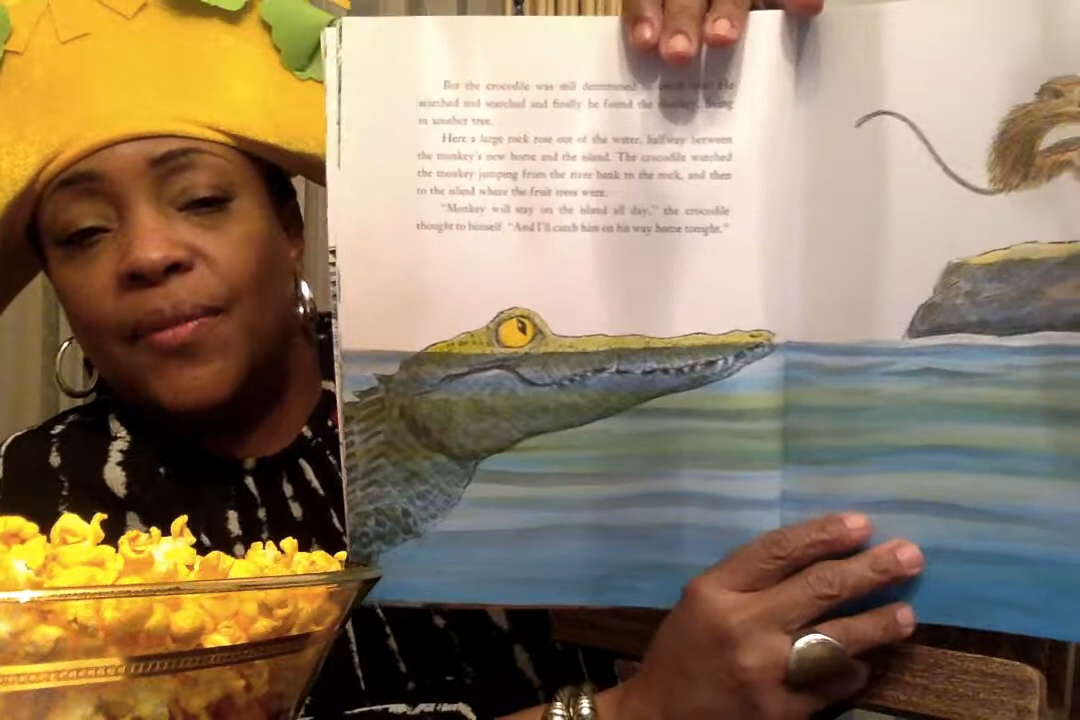 But the crocodile was still determined to catch him. He
searched and searched and finally he found the monkey, living
in another tree.
Here a large rock rose out of the water, halfway between
the monkey's new home and the island. The crocodile watched
the monkey jumping from the river bank to the rock, and then
to the island where the fruit trees were.
"Monkey will stay on the island all day," the crocodile
thought to himself. "And I'll catch him on his way home tonight."